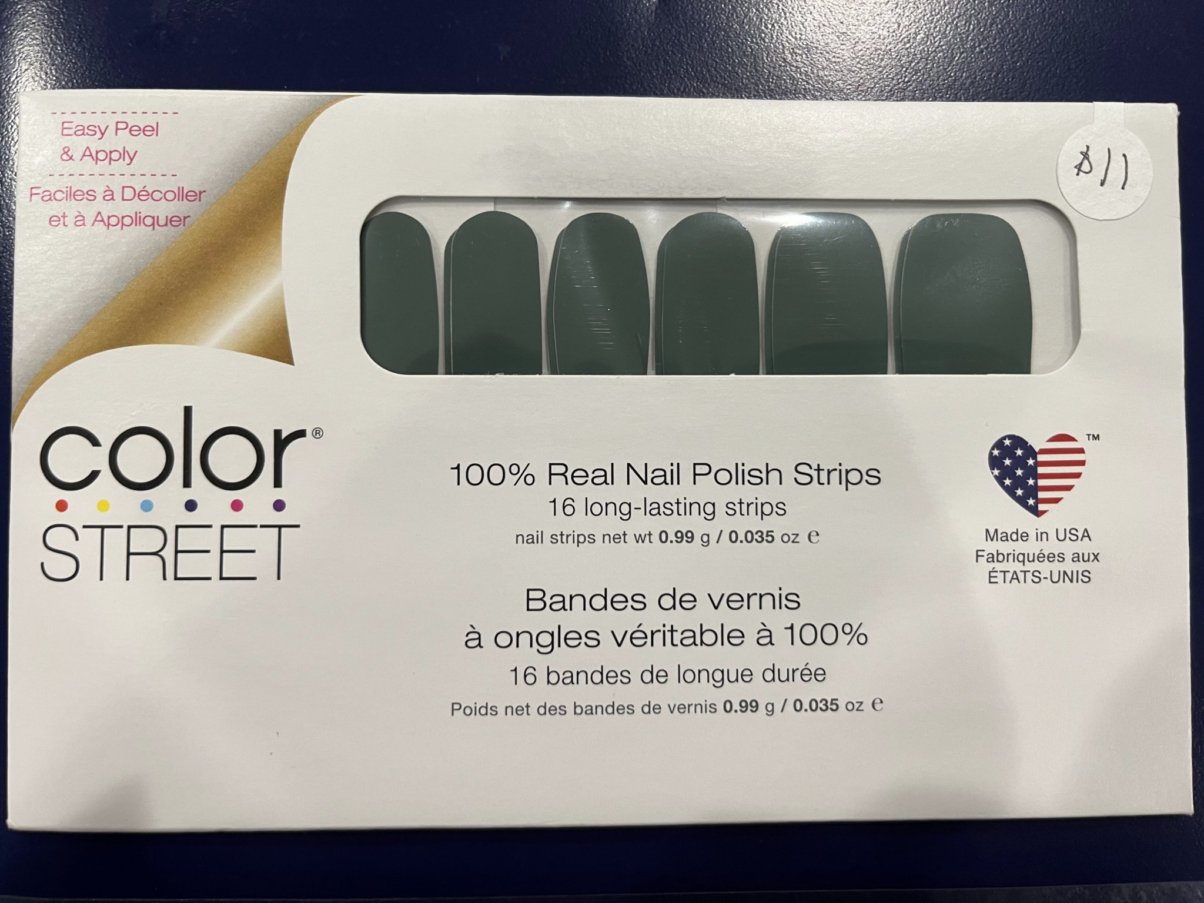 Easy Peel
& Apply
Faciles à Décoller
et à Appliquer
$11
color®
STREET
100% Real Nail Polish Strips
16 long-lasting strips
nail strips net wt 0.99 g / 0.035 oz ℮
Bandes de vernis
à ongles véritable à 100%
16 bandes de longue durée
Poids net des bandes de vernis 0.99 g / 0.035 oz ℮
TM
Made in USA
Fabriquées aux
ÉTATS-UNIS